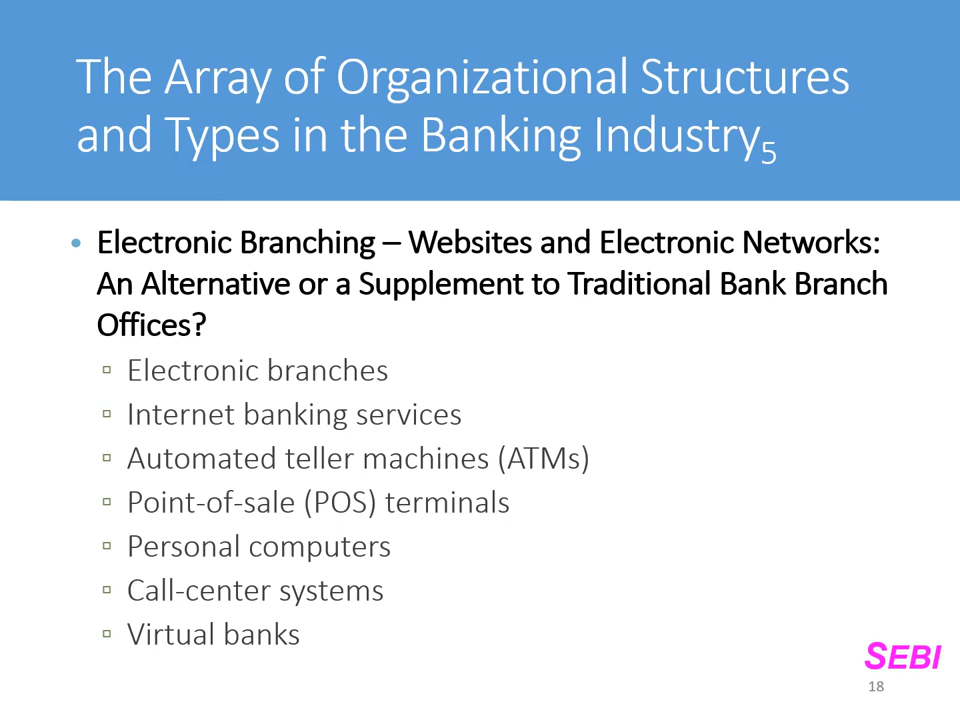 The Array of Organizational Structures
and Types in the Banking Industry5
• Electronic Branching – Websites and Electronic Networks:
An Alternative or a Supplement to Traditional Bank Branch
Offices?
▫ Electronic branches
▫ Internet banking services
▫ Automated teller machines (ATMs)
▫ Point-of-sale (POS) terminals
▫ Personal computers
▫ Call-center systems
▫ Virtual banks
SEBI
18